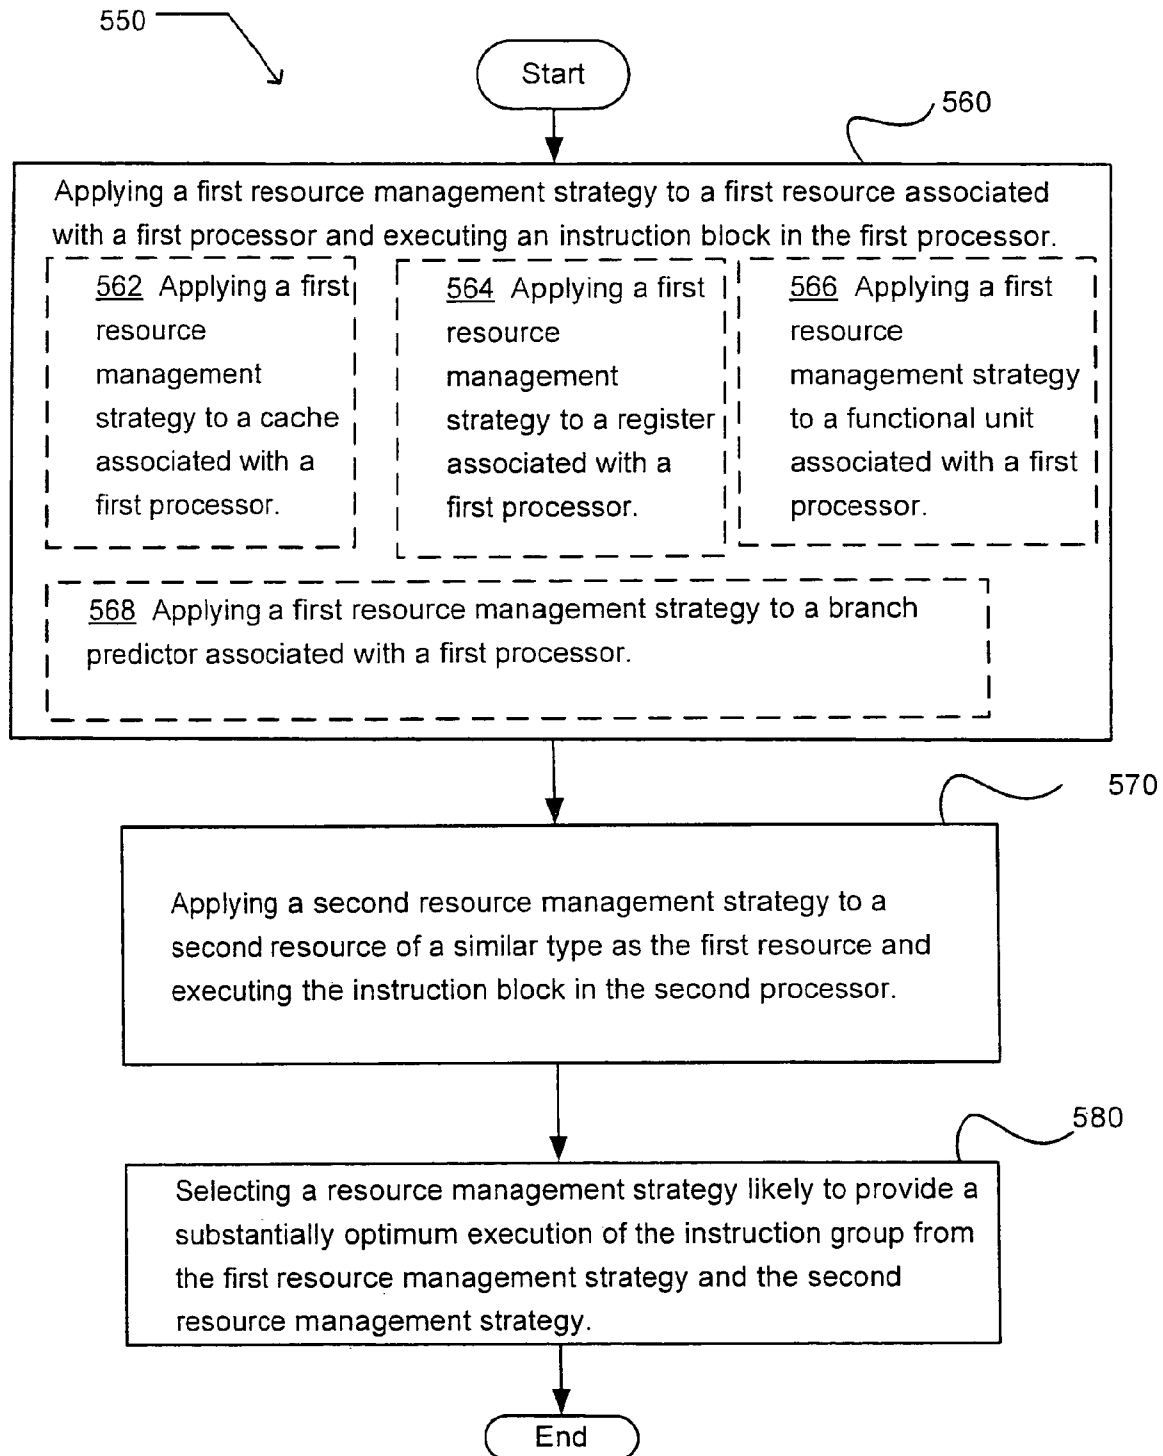 550
Start
560
Applying a first resource management strategy to a first resource associated
with a first processor and executing an instruction block in the first processor.
562 Applying a first
resource
management
strategy to a cache
associated with a
first processor.
564 Applying a first
resource
management
strategy to a register
associated with a
first processor.
566 Applying a first
resource
management strategy
to a functional unit
associated with a first
processor.
568 Applying a first resource management strategy to a branch
predictor associated with a first processor.
570
Applying a second resource management strategy to a
second resource of a similar type as the first resource and
executing the instruction block in the second processor.
580
Selecting a resource management strategy likely to provide a
substantially optimum execution of the instruction group from
the first resource management strategy and the second
resource management strategy.
End